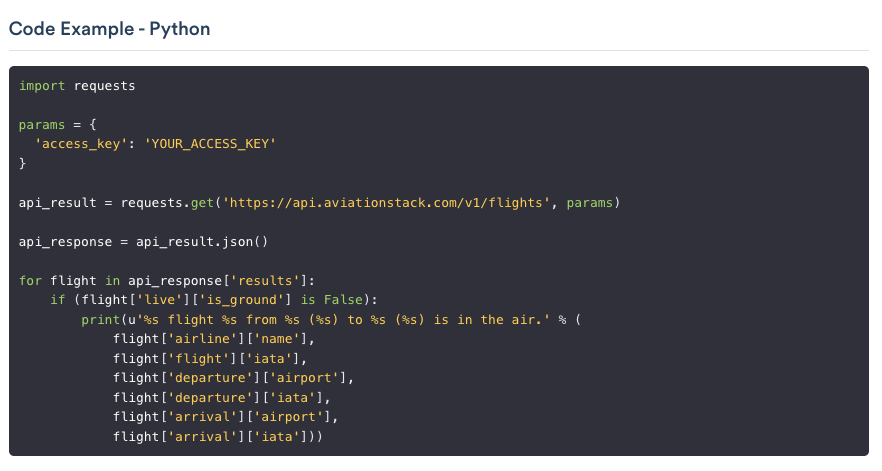 Code Example - Python
import requests
params = {
  'access_key': 'YOUR_ACCESS_KEY'
}
api_result = requests.get('https://api.aviationstack.com/v1/flights', params)
api_response = api_result.json()
for flight in api_response['results']:
    if (flight['live']['is_ground'] is False):
        print(u'%s flight %s from %s (%s) to %s (%s) is in the air.' % (
            flight['airline']['name'],
            flight['flight']['iata'],
            flight['departure']['airport'],
            flight['departure']['iata'],
            flight['arrival']['airport'],
            flight['arrival']['iata']))